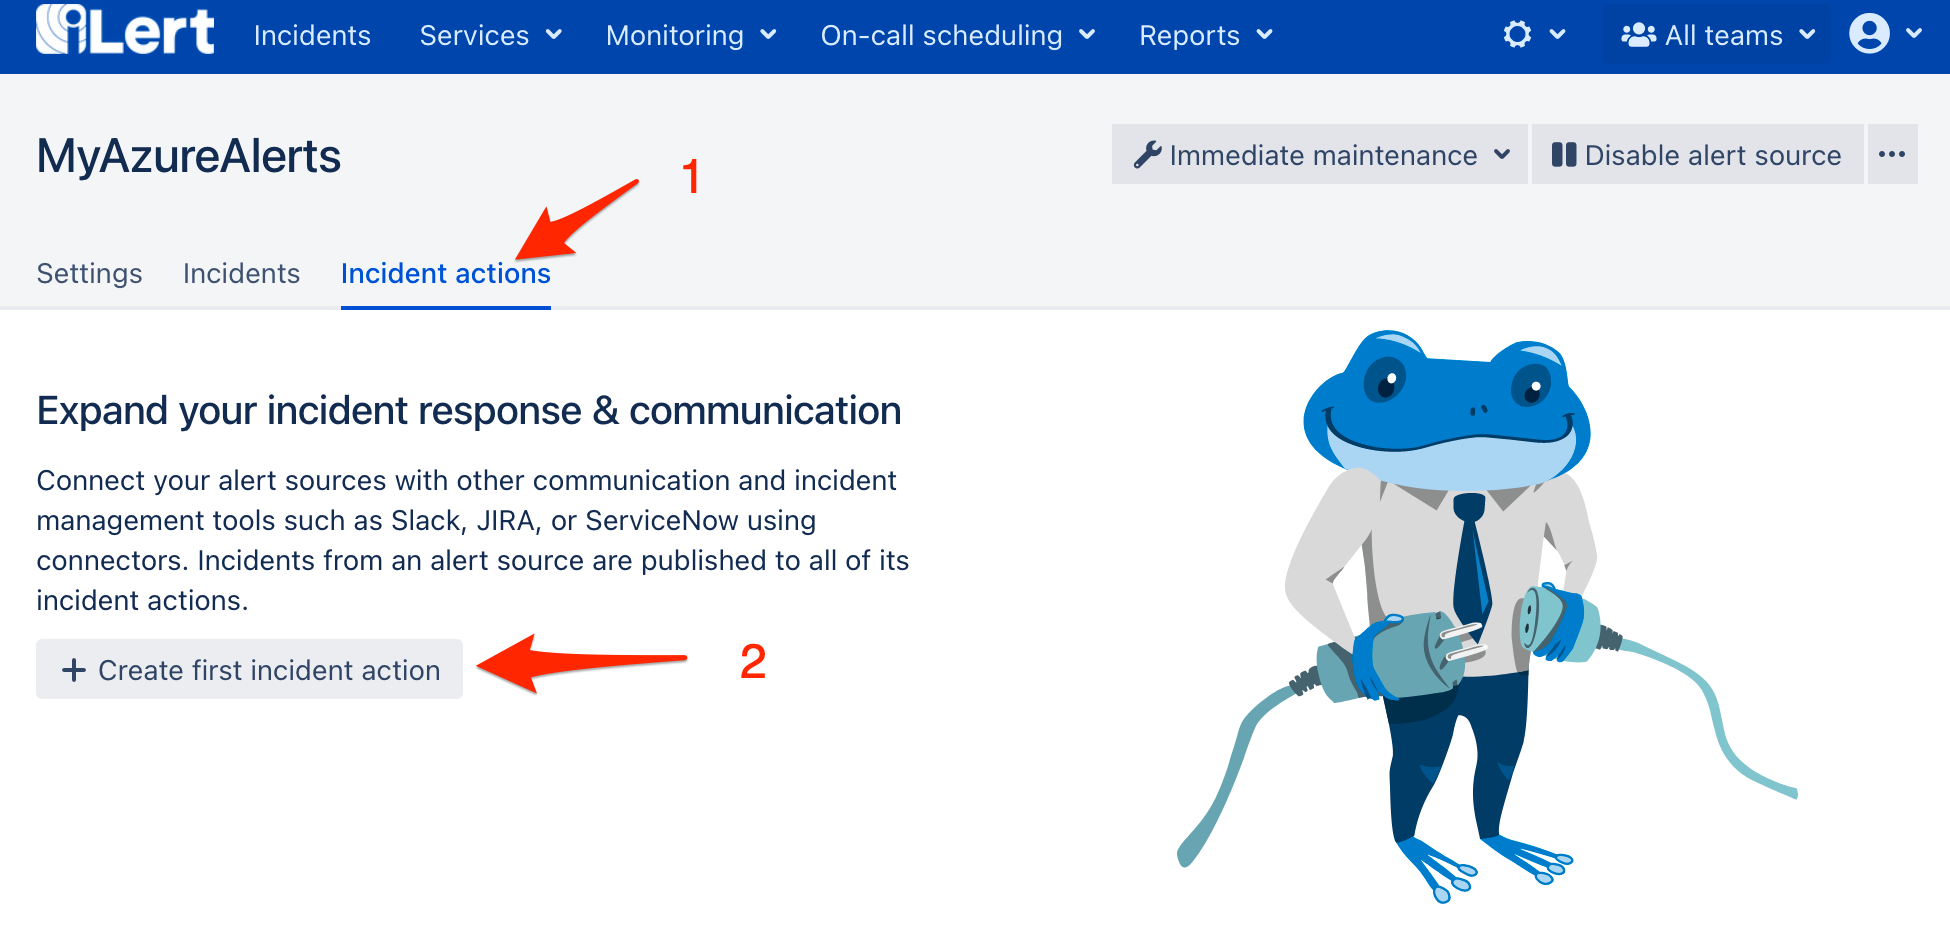 iLert Incidents Services Monitoring On-call scheduling Reports All teams
MyAzureAlerts
1
Immediate maintenance Disable alert source
Settings Incidents Incident actions
Expand your incident response & communication
Connect your alert sources with other communication and incident
management tools such as Slack, JIRA, or ServiceNow using
connectors. Incidents from an alert source are published to all of its
incident actions.
+ Create first incident action
2